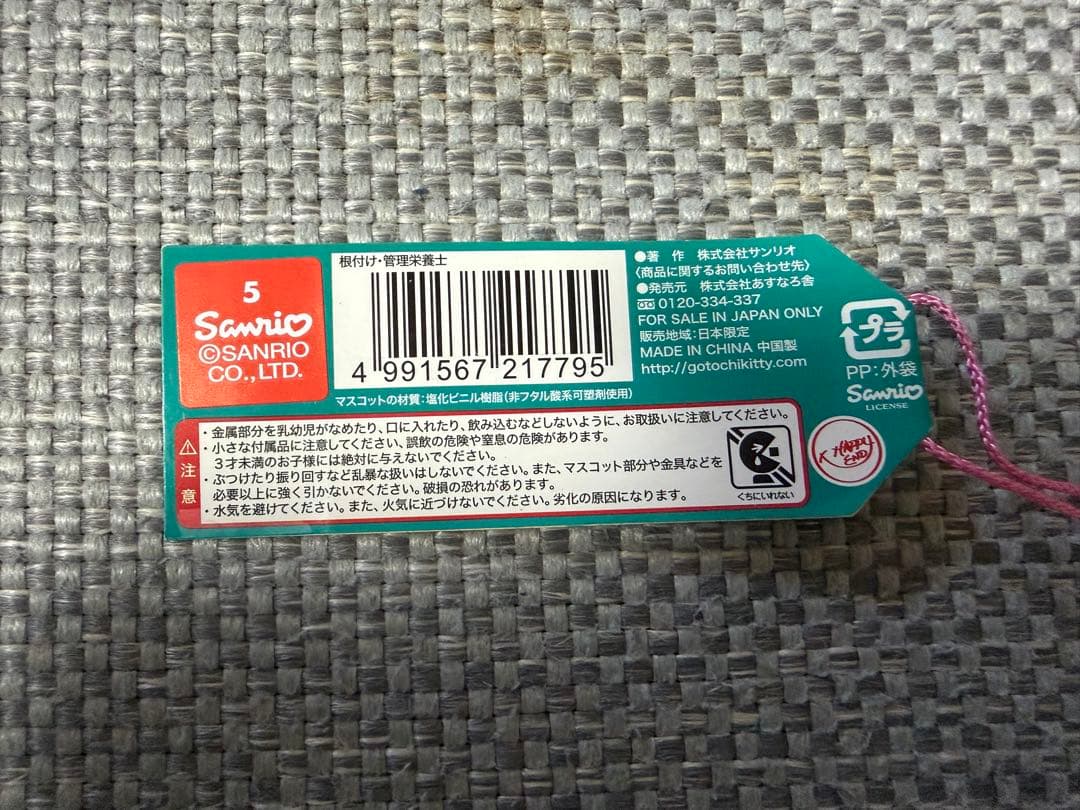 5
Sanrio
©SANRIO
CO.,LTD.
根付け・管理栄養士
4 991567 217795
マスコットの材質:塩化ビニル樹脂(非フタル酸系可塑剤使用)
●著 作 株式会社サンリオ
〈商品に関するお問い合わせ先〉
●発売元 株式会社あすなろ舎
0120-334-337
FOR SALE IN JAPAN ONLY
販売地域:日本限定
MADE IN CHINA 中国製
http://gotochikitty.com
プラ
PP:外袋
Sanrio
LICENSE
HAPPY
END
注意
・金属部分を乳幼児がなめたり、口に入れたり、飲み込むなどしないように、お取扱いに注意してください。
・小さな付属品に注意してください、誤飲の危険や窒息の危険があります。
3才未満のお子様には絶対に与えないでください。
・ぶつけたり振り回すなど乱暴な扱いはしないでください。また、マスコット部分や金具などを
必要以上に強く引かないでください。破損の恐れがあります。
・水気を避けてください。また、火気に近づけないでください。劣化の原因になります。
くちにいれない